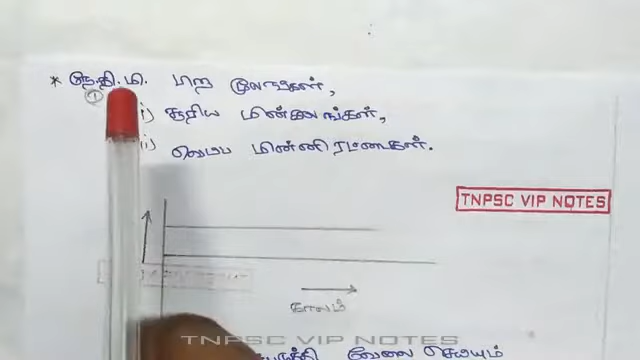 * நே.தி.மி. பிற மூலங்கள்,
i) சூரிய மின்கலங்கள்,
ii) வெப்ப மின்னிரட்டைகள்.
TNPSC VIP NOTES
காலம்
TNPSC VIP NOTES
வேலை செய்யும்